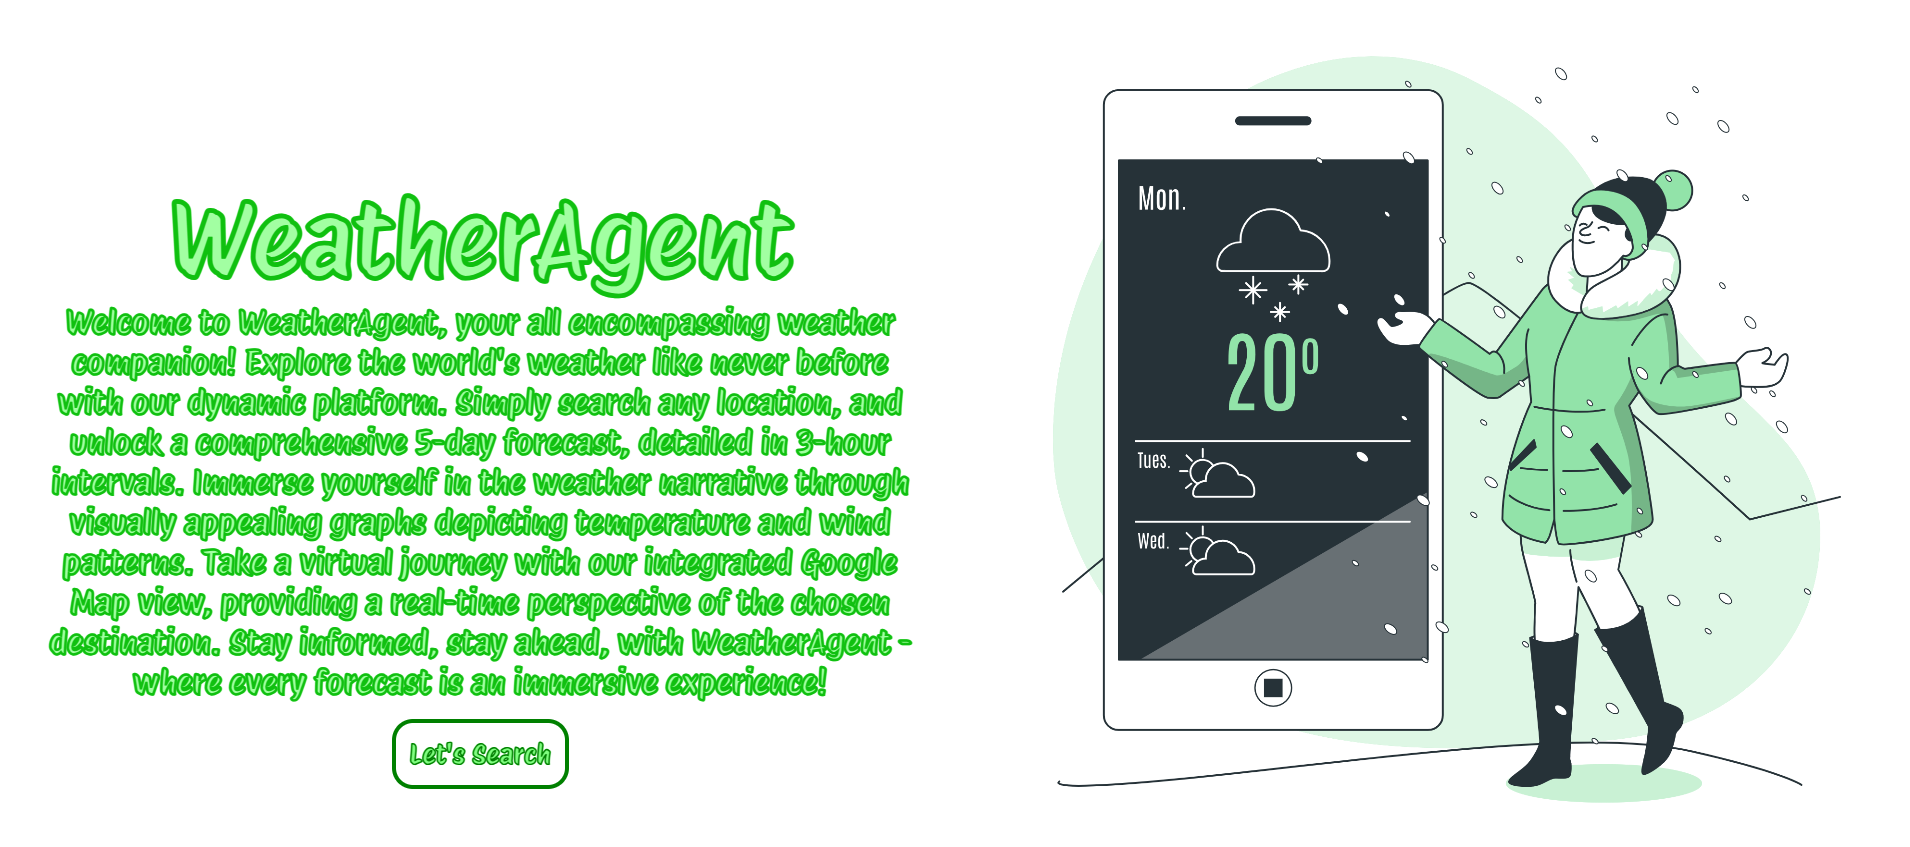 WeatherAgent
Welcome to WeatherAgent, your all encompassing weather
companion! Explore the world's weather like never before
with our dynamic platform. Simply search any location, and
unlock a comprehensive 5-day forecast, detailed in 3-hour
intervals. Immerse yourself in the weather narrative through
visually appealing graphs depicting temperature and wind
patterns. Take a virtual journey with our integrated Google
Map view, providing a real-time perspective of the chosen
destination. Stay informed, stay ahead, with WeatherAgent -
where every forecast is an immersive experience!
Let's Search
Mon.
20⁰
Tues.
Wed.